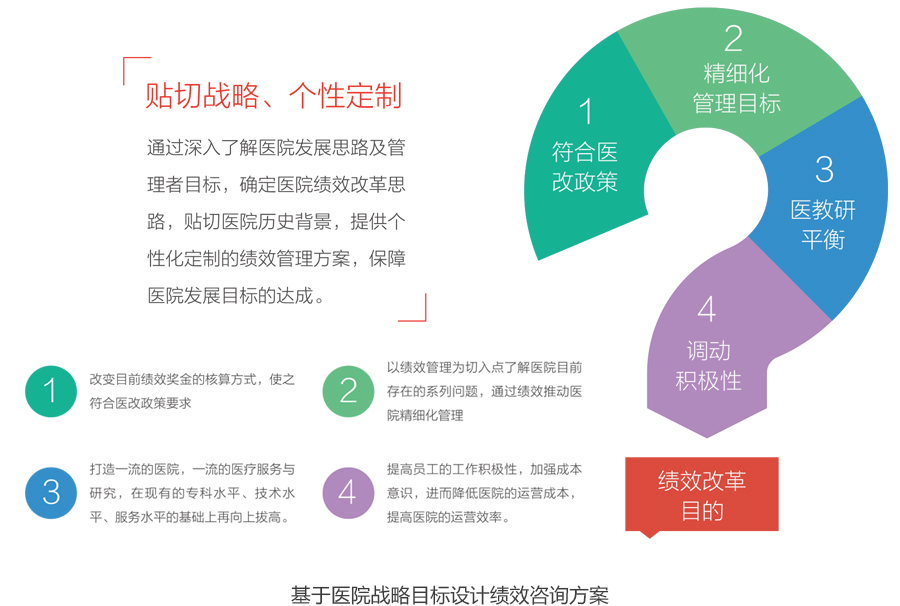 贴切战略、个性定制
通过深入了解医院发展思路及管
理者目标，确定医院绩效改革思
路，贴切医院历史背景，提供个
性化定制的绩效管理方案，保障
医院发展目标的达成。
1
符合医
改政策
2
精细化
管理目标
3
医教研
平衡
4
调动
积极性
绩效改革
目的
1
改变目前绩效奖金的核算方式，使之
符合医改政策要求
2
以绩效管理为切入点了解医院目前
存在的系列问题，通过绩效推动医
院精细化管理
3
打造一流的医院，一流的医疗服务与
研究，在现有的专科水平、技术水
平、服务水平的基础上再向上拔高。
4
提高员工的工作积极性，加强成本
意识，进而降低医院的运营成本，
提高医院的运营效率。
基于医院战略目标设计绩效咨询方案